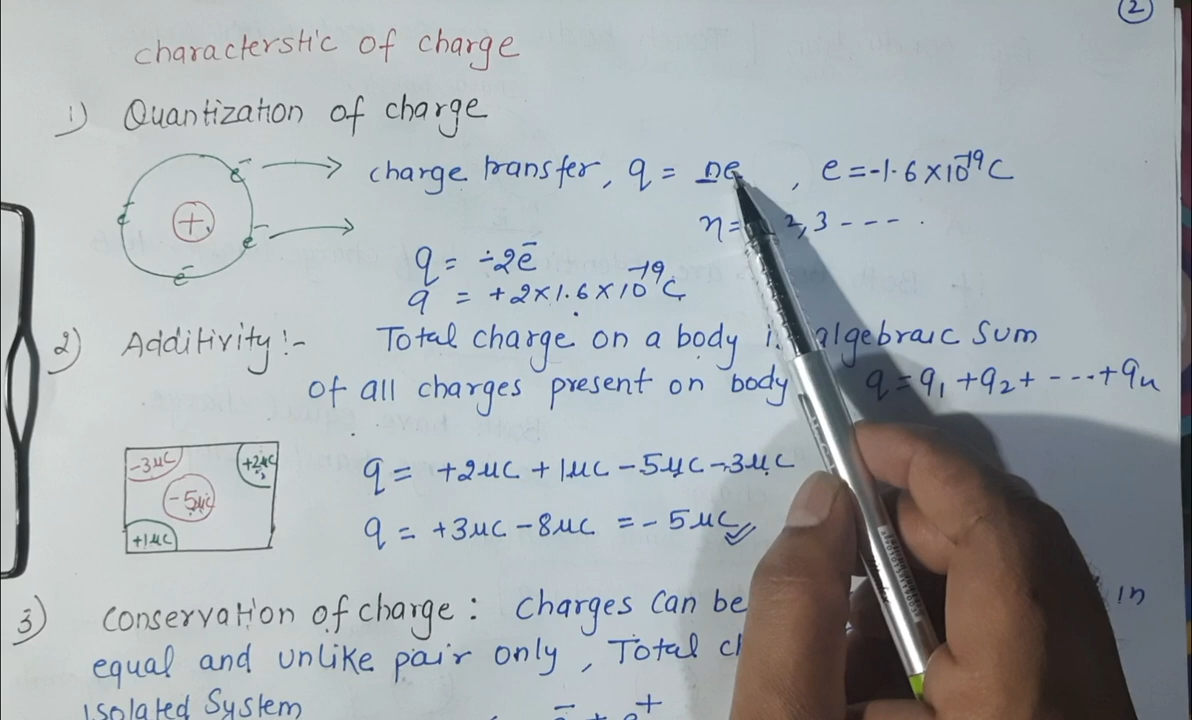 ②
characterstic of charge
1) Quantization of charge
charge transfer, q = ne , e = -1.6×10⁻¹⁹C
n = 2,3 ---- .
q = -2e⁻
q = +2×1.6×10⁻¹⁹C
2) Additivity :- Total charge on a body algebraic sum
of all charges present on body q = q₁ + q₂ + --- + qₙ
-3μC +2μC
-5μC
+1μC
q = +2μC + 1μC - 5μC - 3μC
q = +3μC - 8μC = - 5μC
3) Conservation of charge : Charges can be in
equal and unlike pair only , Total
isolated System